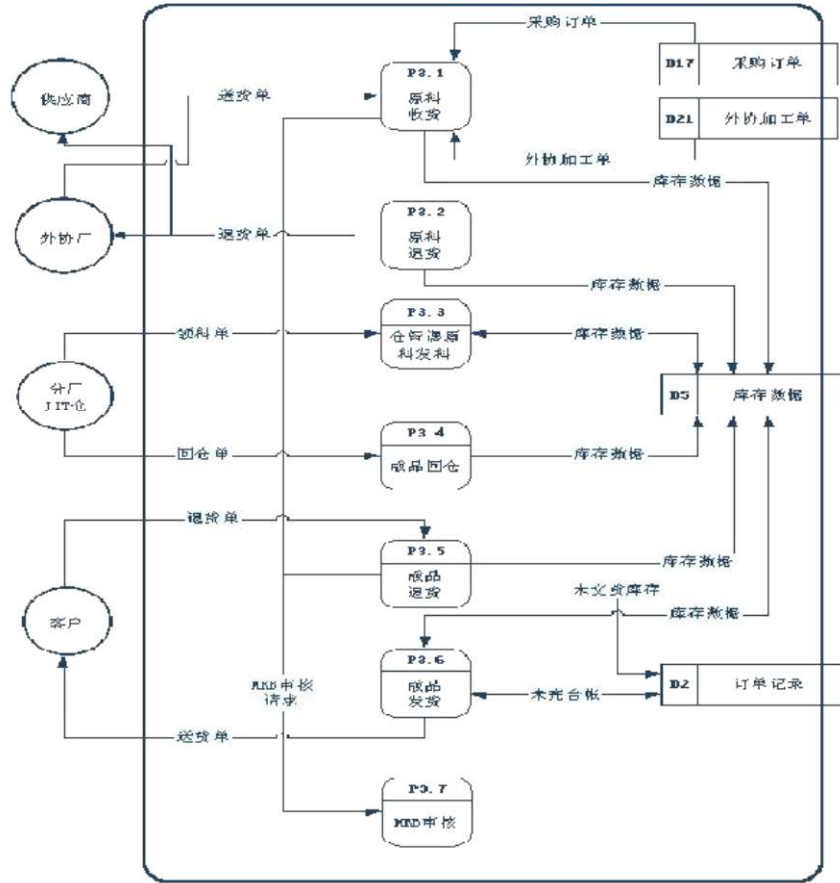 采购订单
P3.1
原料
收货
D17 采购订单
供应商
送货单
D21 外协加工单
外协加工单
库存数据
P3.2
原料
退货
外协厂
退货单
库存数据
P3.3
领料单
库存数据
分厂
JIT仓
D5 库存数据
P3.4
回仓单
成品回仓
库存数据
退货单
P3.5
成品
退货
库存数据
未交货库存
客户
库存数据
P3.6
成品
发货
MRB审核
请求
D2 订单记录
未完台帐
送货单
P3.7
MRB审核